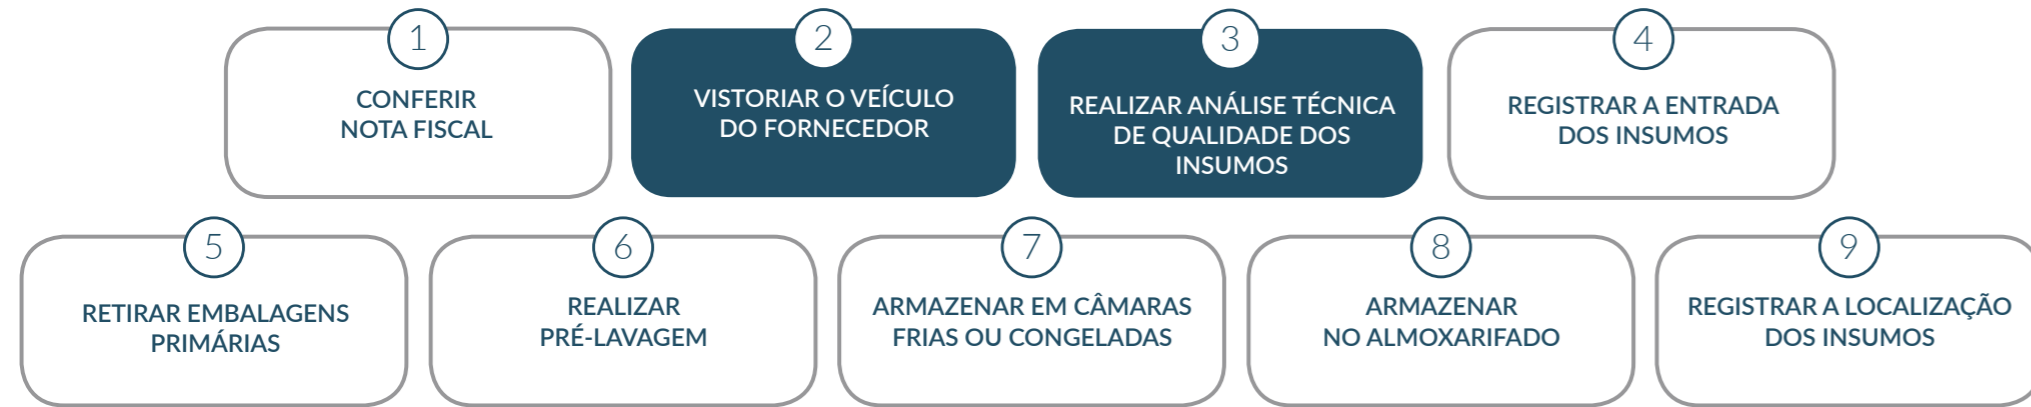 1
CONFERIR
NOTA FISCAL
2
VISTORIAR O VEÍCULO
DO FORNECEDOR
3
REALIZAR ANÁLISE TÉCNICA
DE QUALIDADE DOS
INSUMOS
4
REGISTRAR A ENTRADA
DOS INSUMOS
5
RETIRAR EMBALAGENS
PRIMÁRIAS
6
REALIZAR
PRÉ-LAVAGEM
7
ARMAZENAR EM CÂMARAS
FRIAS OU CONGELADAS
8
ARMAZENAR
NO ALMOXARIFADO
9
REGISTRAR A LOCALIZAÇÃO
DOS INSUMOS